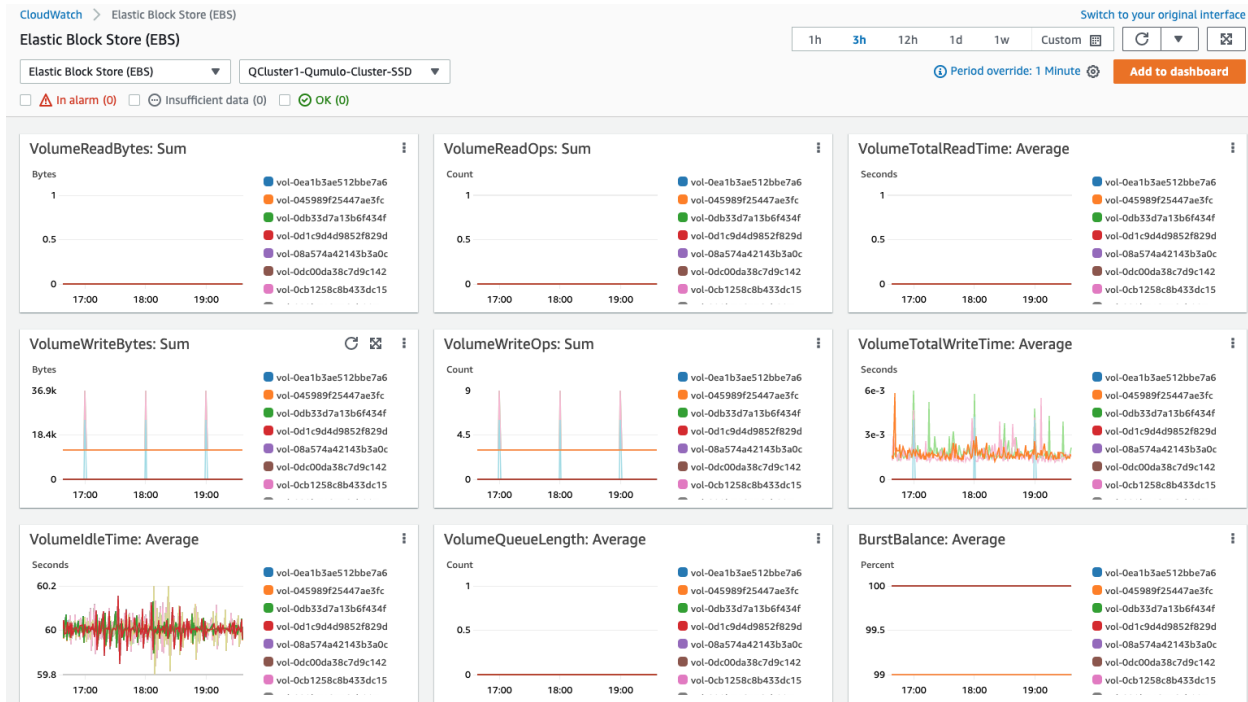 CloudWatch > Elastic Block Store (EBS)
Switch to your original interface
Elastic Block Store (EBS)
1h 3h 12h 1d 1w Custom
Elastic Block Store (EBS) ▼ QCluster1-Qumulo-Cluster-SSD ▼
Period override: 1 Minute
Add to dashboard
In alarm (0) Insufficient data (0) OK (0)
VolumeReadBytes: Sum
Bytes
1
0.5
0
17:00 18:00 19:00
vol-0ea1b3ae512bbe7a6
vol-045989f25447ae3fc
vol-0db33d7a13b6f434f
vol-0d1c9d4d9852f829d
vol-08a574a42143b3a0c
vol-0dc00da38c7d9c142
vol-0cb1258c8b433dc15
VolumeReadOps: Sum
Count
1
0.5
0
17:00 18:00 19:00
vol-0ea1b3ae512bbe7a6
vol-045989f25447ae3fc
vol-0db33d7a13b6f434f
vol-0d1c9d4d9852f829d
vol-08a574a42143b3a0c
vol-0dc00da38c7d9c142
vol-0cb1258c8b433dc15
VolumeTotalReadTime: Average
Seconds
1
0.5
0
17:00 18:00 19:00
vol-0ea1b3ae512bbe7a6
vol-045989f25447ae3fc
vol-0db33d7a13b6f434f
vol-0d1c9d4d9852f829d
vol-08a574a42143b3a0c
vol-0dc00da38c7d9c142
vol-0cb1258c8b433dc15
VolumeWriteBytes: Sum
Bytes
36.9k
18.4k
0
17:00 18:00 19:00
vol-0ea1b3ae512bbe7a6
vol-045989f25447ae3fc
vol-0db33d7a13b6f434f
vol-0d1c9d4d9852f829d
vol-08a574a42143b3a0c
vol-0dc00da38c7d9c142
vol-0cb1258c8b433dc15
VolumeWriteOps: Sum
Count
9
4.5
0
17:00 18:00 19:00
vol-0ea1b3ae512bbe7a6
vol-045989f25447ae3fc
vol-0db33d7a13b6f434f
vol-0d1c9d4d9852f829d
vol-08a574a42143b3a0c
vol-0dc00da38c7d9c142
vol-0cb1258c8b433dc15
VolumeTotalWriteTime: Average
Seconds
6e-3
3e-3
0
17:00 18:00 19:00
vol-0ea1b3ae512bbe7a6
vol-045989f25447ae3fc
vol-0db33d7a13b6f434f
vol-0d1c9d4d9852f829d
vol-08a574a42143b3a0c
vol-0dc00da38c7d9c142
vol-0cb1258c8b433dc15
VolumeIdleTime: Average
Seconds
60.2
60
59.8
17:00 18:00 19:00
vol-0ea1b3ae512bbe7a6
vol-045989f25447ae3fc
vol-0db33d7a13b6f434f
vol-0d1c9d4d9852f829d
vol-08a574a42143b3a0c
vol-0dc00da38c7d9c142
vol-0cb1258c8b433dc15
VolumeQueueLength: Average
Count
1
0.5
0
17:00 18:00 19:00
vol-0ea1b3ae512bbe7a6
vol-045989f25447ae3fc
vol-0db33d7a13b6f434f
vol-0d1c9d4d9852f829d
vol-08a574a42143b3a0c
vol-0dc00da38c7d9c142
vol-0cb1258c8b433dc15
BurstBalance: Average
Percent
100
99.5
99
17:00 18:00 19:00
vol-0ea1b3ae512bbe7a6
vol-045989f25447ae3fc
vol-0db33d7a13b6f434f
vol-0d1c9d4d9852f829d
vol-08a574a42143b3a0c
vol-0dc00da38c7d9c142
vol-0cb1258c8b433dc15